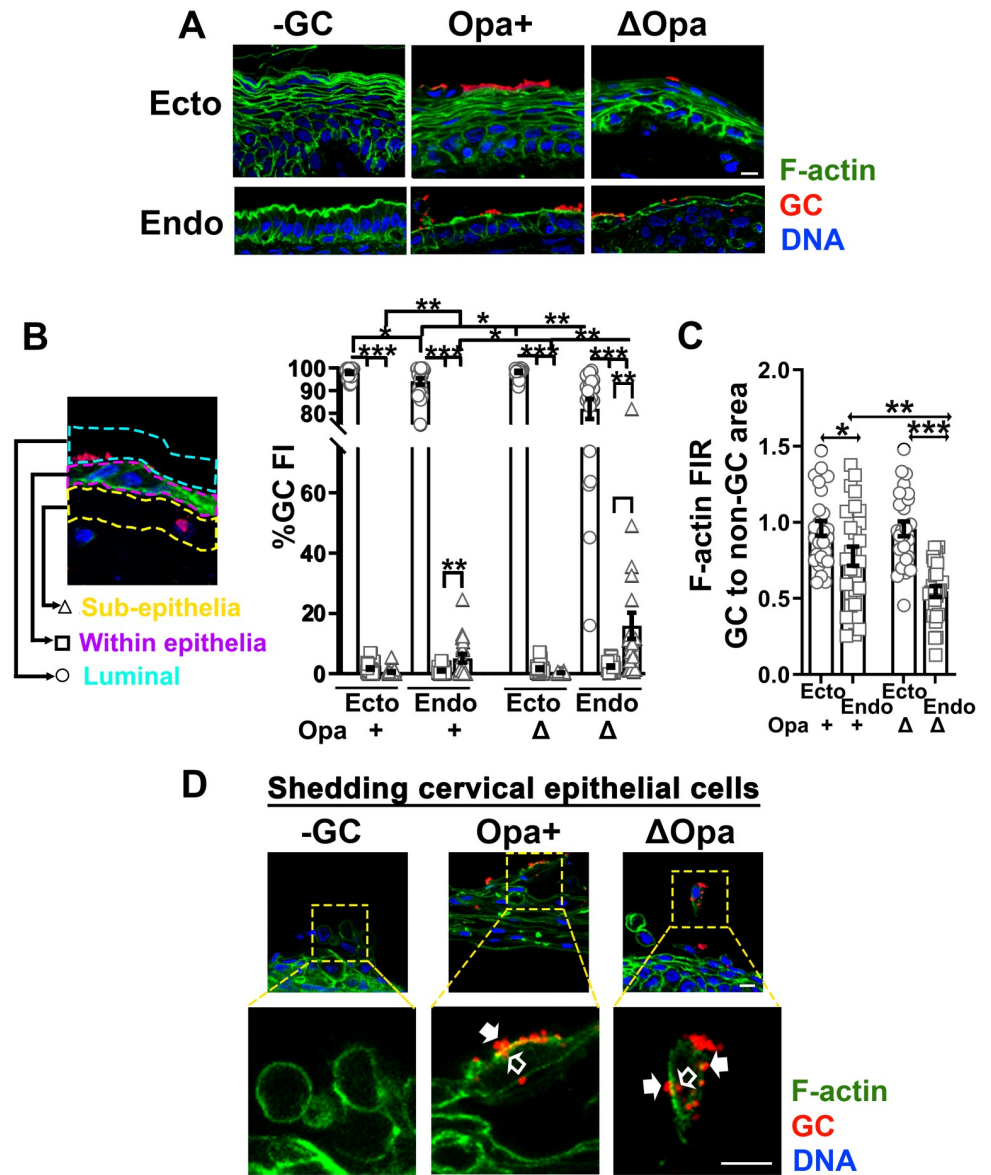 A
-GC Opa+ ΔOpa
Ecto
Endo
F-actin
GC
DNA
B
Sub-epithelia
Within epithelia
Luminal
%GC FI
100
90
80
60
40
20
0
** 
* * **
* **
*** *** *** ***
**
**
Ecto Endo Ecto Endo
Opa + + Δ Δ
C
F-actin FIR
GC to non-GC area
2.0
1.5
1.0
0.5
0.0
**
* ***
Ecto Endo Ecto Endo
Opa + + Δ Δ
D
Shedding cervical epithelial cells
-GC Opa+ ΔOpa
F-actin
GC
DNA